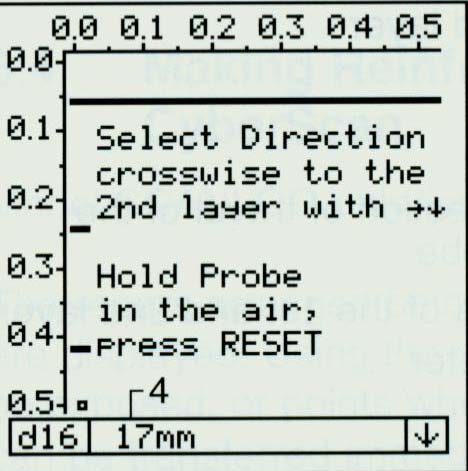 0.0 0.1 0.2 0.3 0.4 0.5
0.0
0.1
Select Direction
crosswise to the
0.2
2nd layer with →↓
0.3
Hold Probe
in the air;
0.4
press RESET
0.5
4
d16 17mm ↓